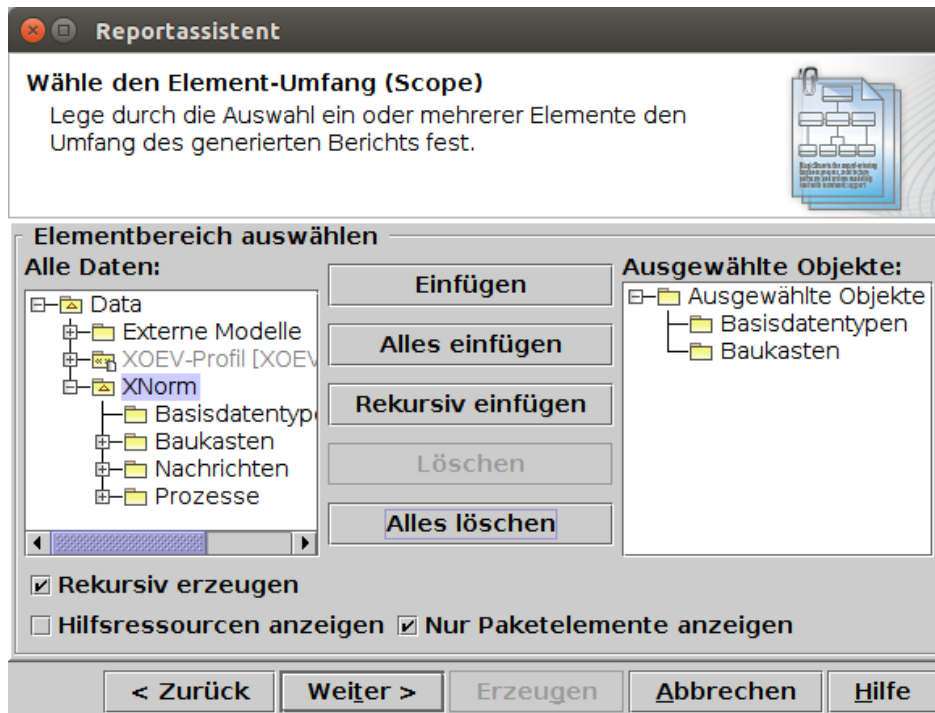 Reportassistent
Wähle den Element-Umfang (Scope)
Lege durch die Auswahl ein oder mehrerer Elemente den
Umfang des generierten Berichts fest.
Elementbereich auswählen
Alle Daten:
Data
Externe Modelle
XOEV-Profil [XOEV
XNorm
Basisdatentyp
Baukasten
Nachrichten
Prozesse
Einfügen
Alles einfügen
Rekursiv einfügen
Löschen
Alles löschen
Ausgewählte Objekte:
Ausgewählte Objekte
Basisdatentypen
Baukasten
Rekursiv erzeugen
Hilfsressourcen anzeigen Nur Paketelemente anzeigen
< Zurück Weiter > Erzeugen Abbrechen Hilfe